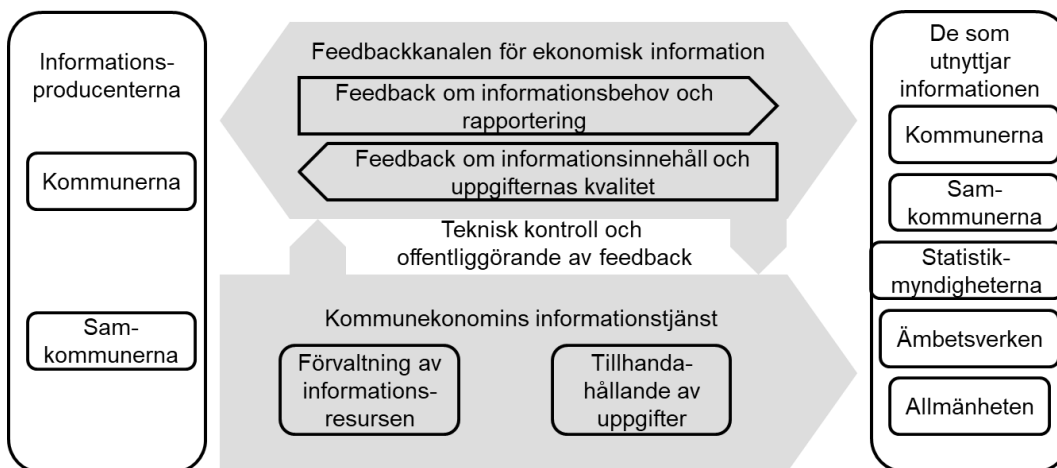 Informations-
producenterna
Kommunerna
Sam-
kommunerna
Feedbackkanalen för ekonomisk information
Feedback om informationsbehov och
rapportering
Feedback om informationsinnehåll och
uppgifternas kvalitet
Teknisk kontroll och
offentliggörande av feedback
Kommunekonomins informationstjänst
Förvaltning av
informations-
resursen
Tillhanda-
hållande av
uppgifter
De som
utnyttjar
informationen
Kommunerna
Sam-
kommunerna
Statistik-
myndigheterna
Ämbetsverken
Allmänheten